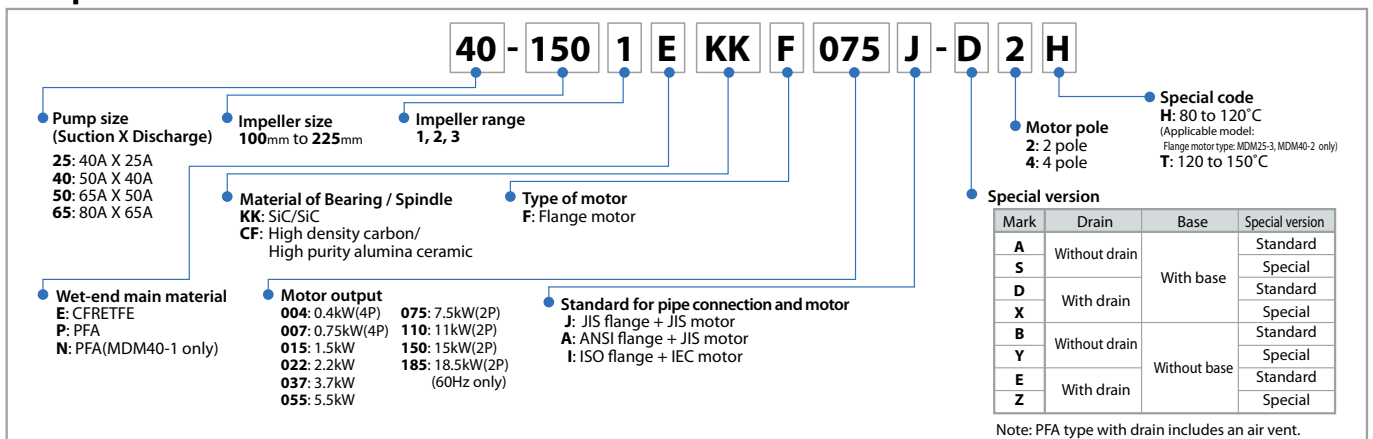 40 - 150 1 E KK F 075 J - D 2 H
Pump size
(Suction X Discharge)
25: 40A X 25A
40: 50A X 40A
50: 65A X 50A
65: 80A X 65A
Impeller size
100mm to 225mm
Impeller range
1, 2, 3
Motor pole
2: 2 pole
4: 4 pole
Special code
H: 80 to 120˚C
(Applicable model:
Flange motor type: MDM25-3, MDM40-2 only)
T: 120 to 150˚C
Material of Bearing / Spindle
KK: SiC/SiC
CF: High density carbon/
High purity alumina ceramic
Type of motor
F: Flange motor
Special version
Mark Drain Base Special version
A Without drain With base Standard
S Special
D With drain Standard
X Special
B Without drain Without base Standard
Y Special
E With drain Standard
Z Special
Note: PFA type with drain includes an air vent.
Wet-end main material
E: CFRETFE
P: PFA
N: PFA(MDM40-1 only)
Motor output
004: 0.4kW(4P)
007: 0.75kW(4P)
015: 1.5kW
022: 2.2kW
037: 3.7kW
055: 5.5kW
075: 7.5kW(2P)
110: 11kW(2P)
150: 15kW(2P)
185: 18.5kW(2P)
(60Hz only)
Standard for pipe connection and motor
J: JIS flange + JIS motor
A: ANSI flange + JIS motor
I: ISO flange + IEC motor